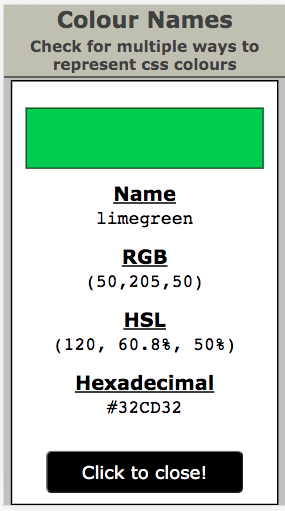 Colour Names
Check for multiple ways to
represent css colours
Name
limegreen
RGB
(50,205,50)
HSL
(120, 60.8%, 50%)
Hexadecimal
#32CD32
Click to close!